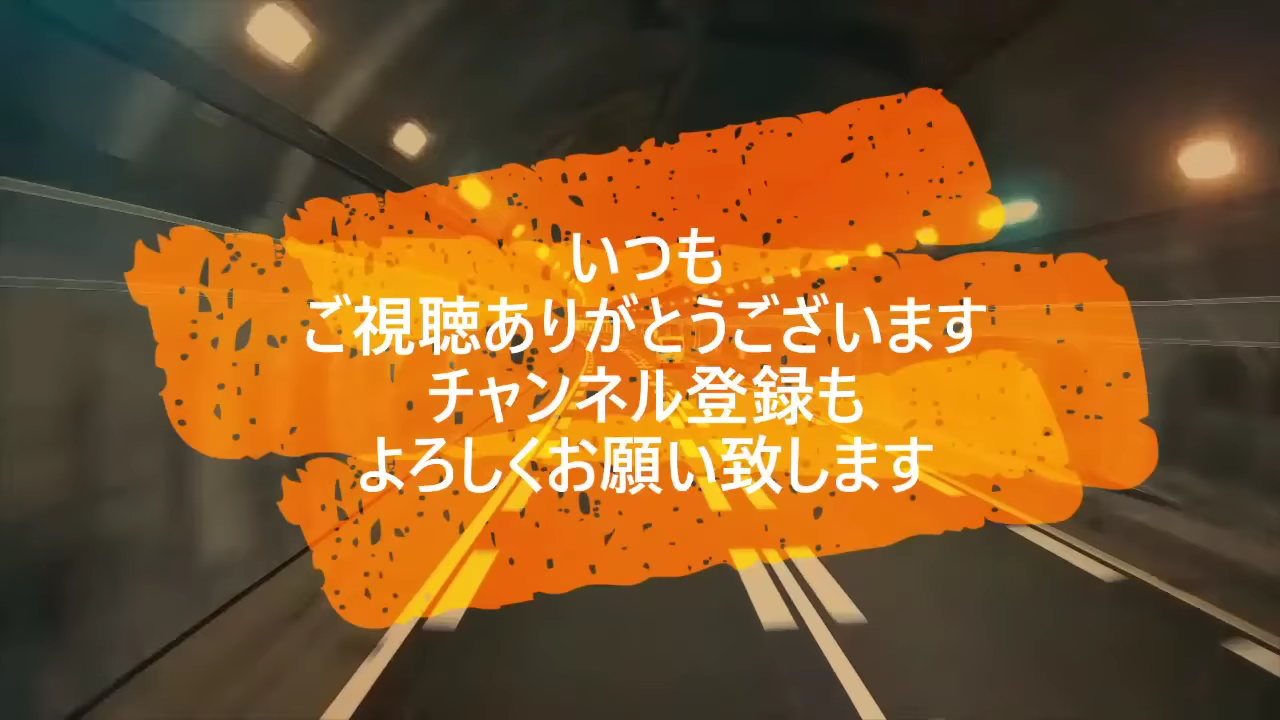 いつも
ご視聴ありがとうございます
チャンネル登録も
よろしくお願い致します